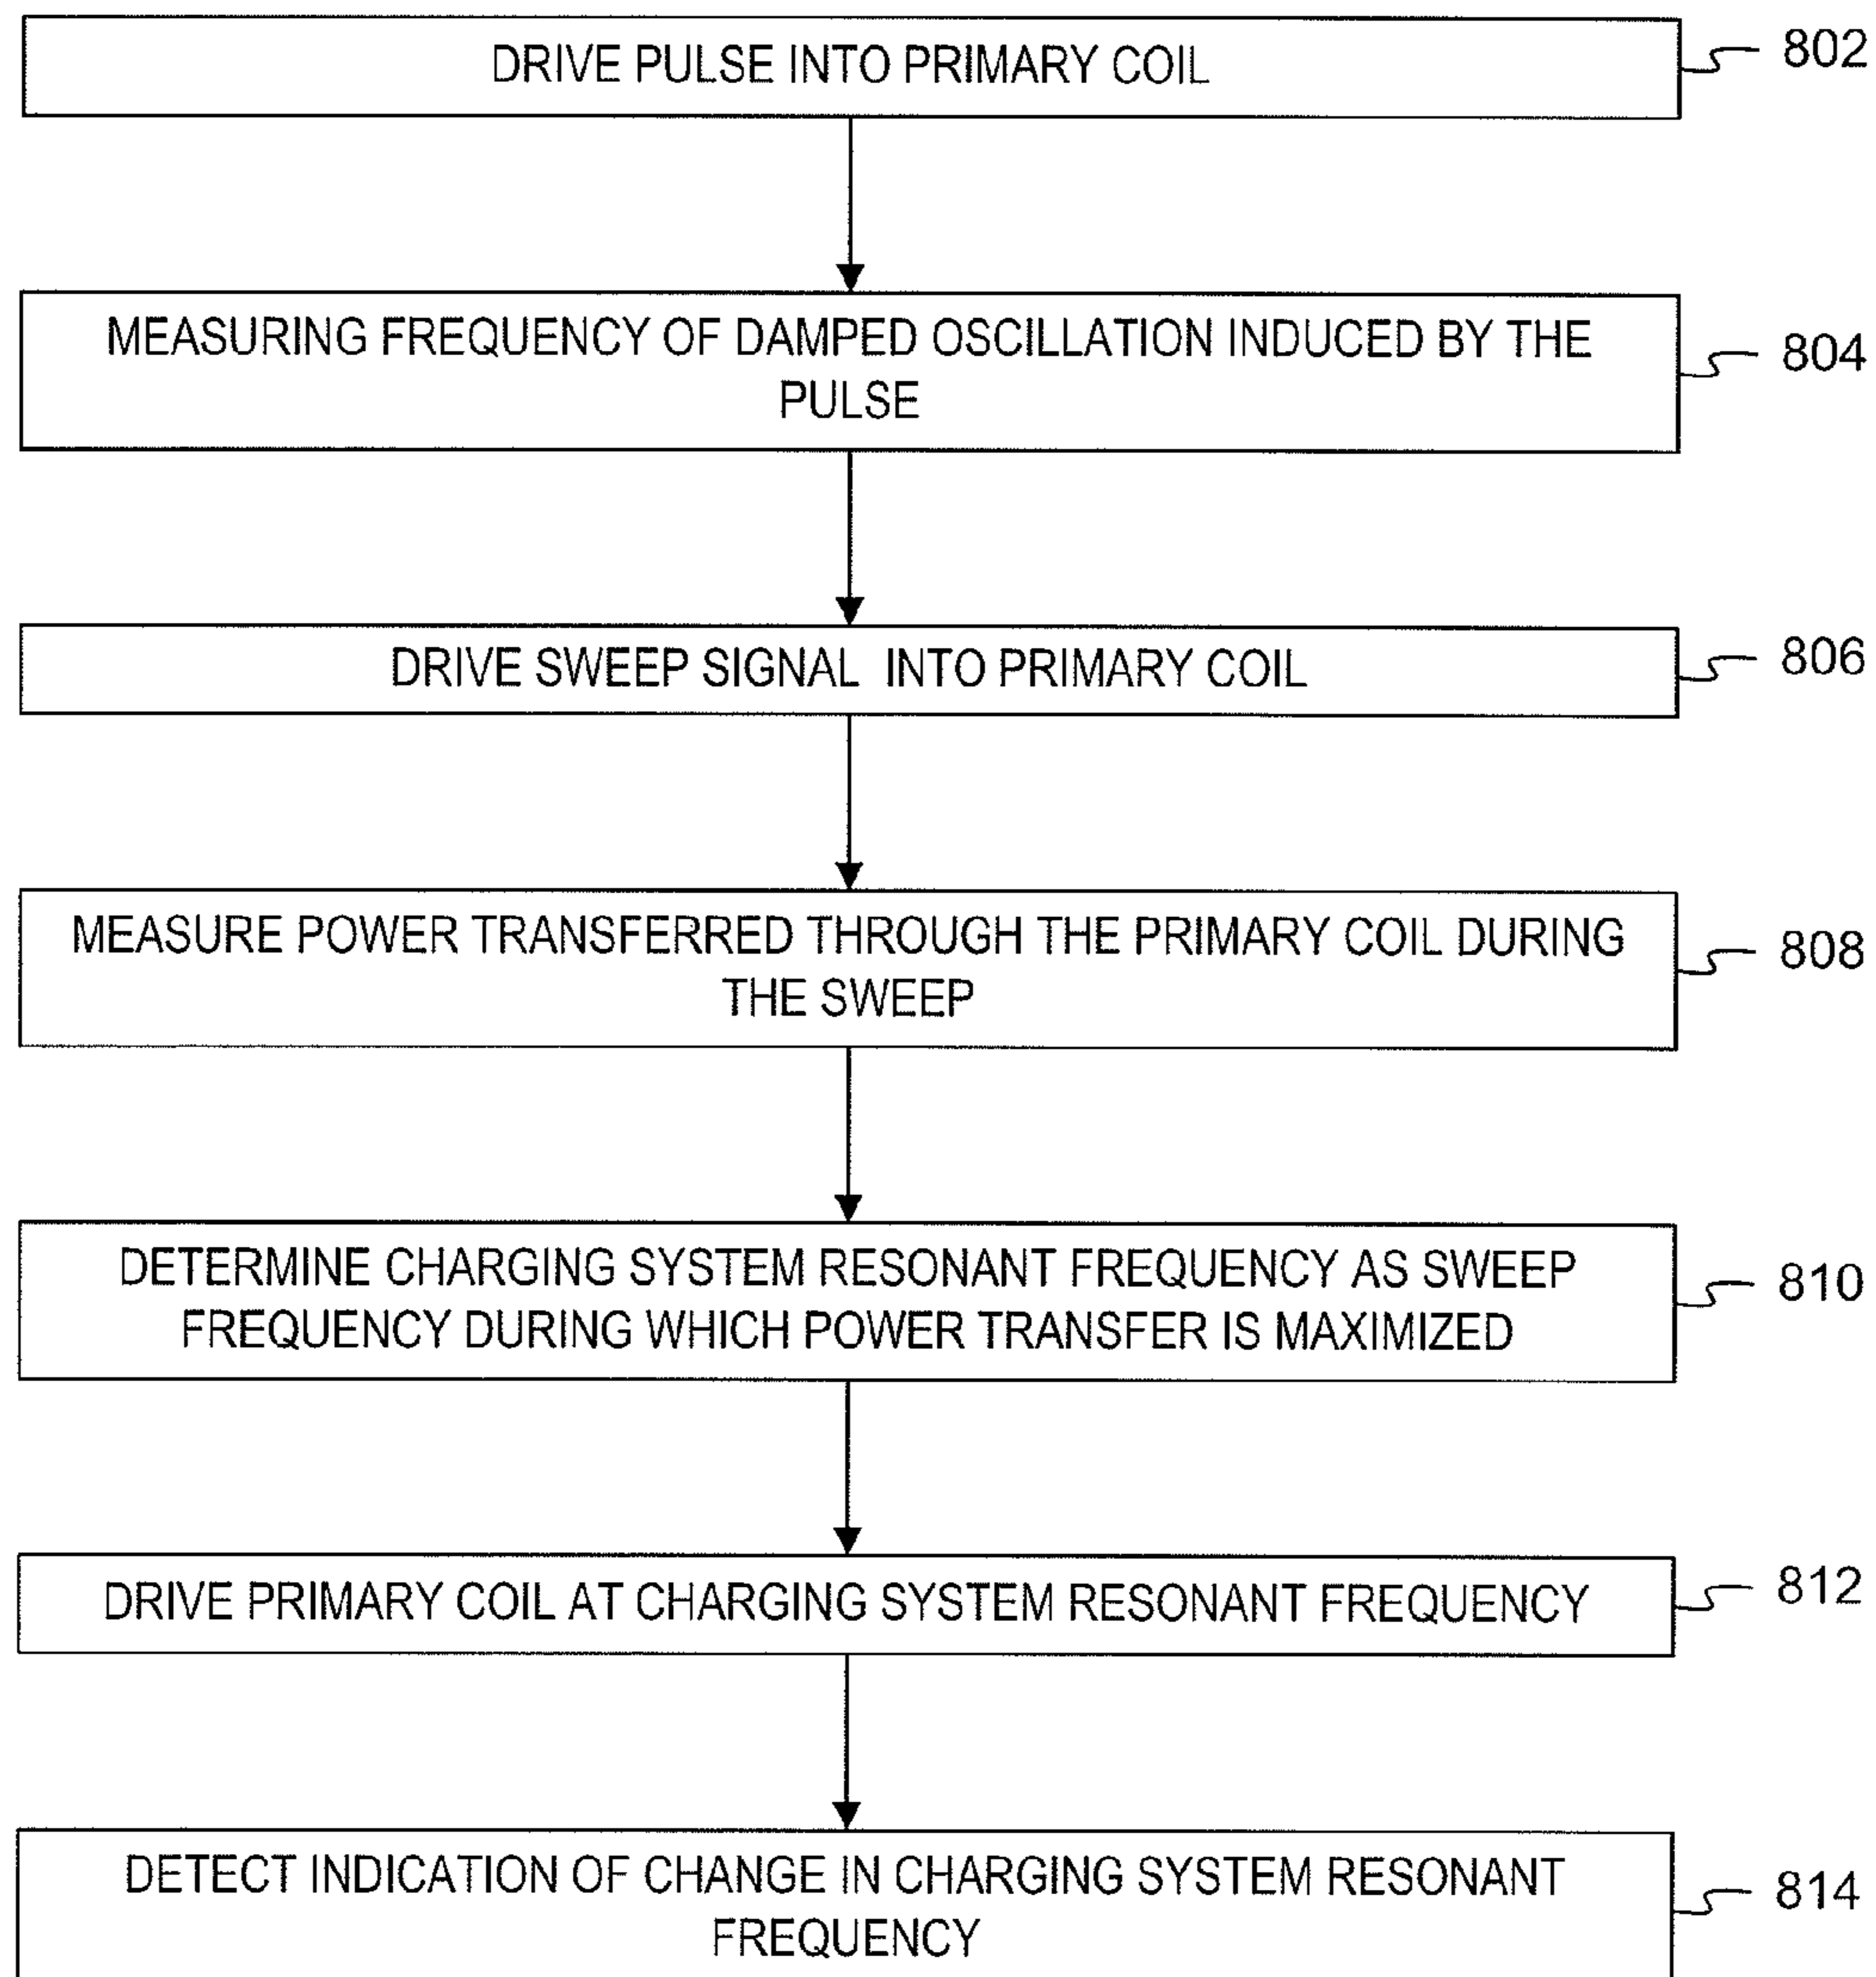 DRIVE PULSE INTO PRIMARY COIL
802
MEASURING FREQUENCY OF DAMPED OSCILLATION INDUCED BY THE
PULSE
804
DRIVE SWEEP SIGNAL INTO PRIMARY COIL
806
MEASURE POWER TRANSFERRED THROUGH THE PRIMARY COIL DURING
THE SWEEP
808
DETERMINE CHARGING SYSTEM RESONANT FREQUENCY AS SWEEP
FREQUENCY DURING WHICH POWER TRANSFER IS MAXIMIZED
810
DRIVE PRIMARY COIL AT CHARGING SYSTEM RESONANT FREQUENCY
812
DETECT INDICATION OF CHANGE IN CHARGING SYSTEM RESONANT
FREQUENCY
814